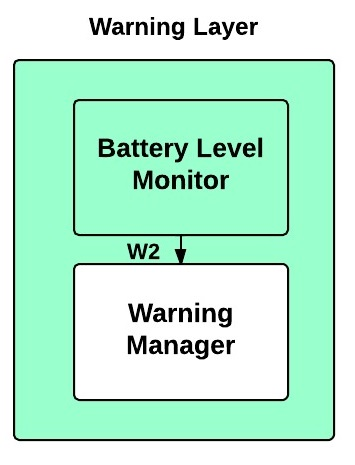 Warning Layer
Battery Level
Monitor
W2
Warning
Manager